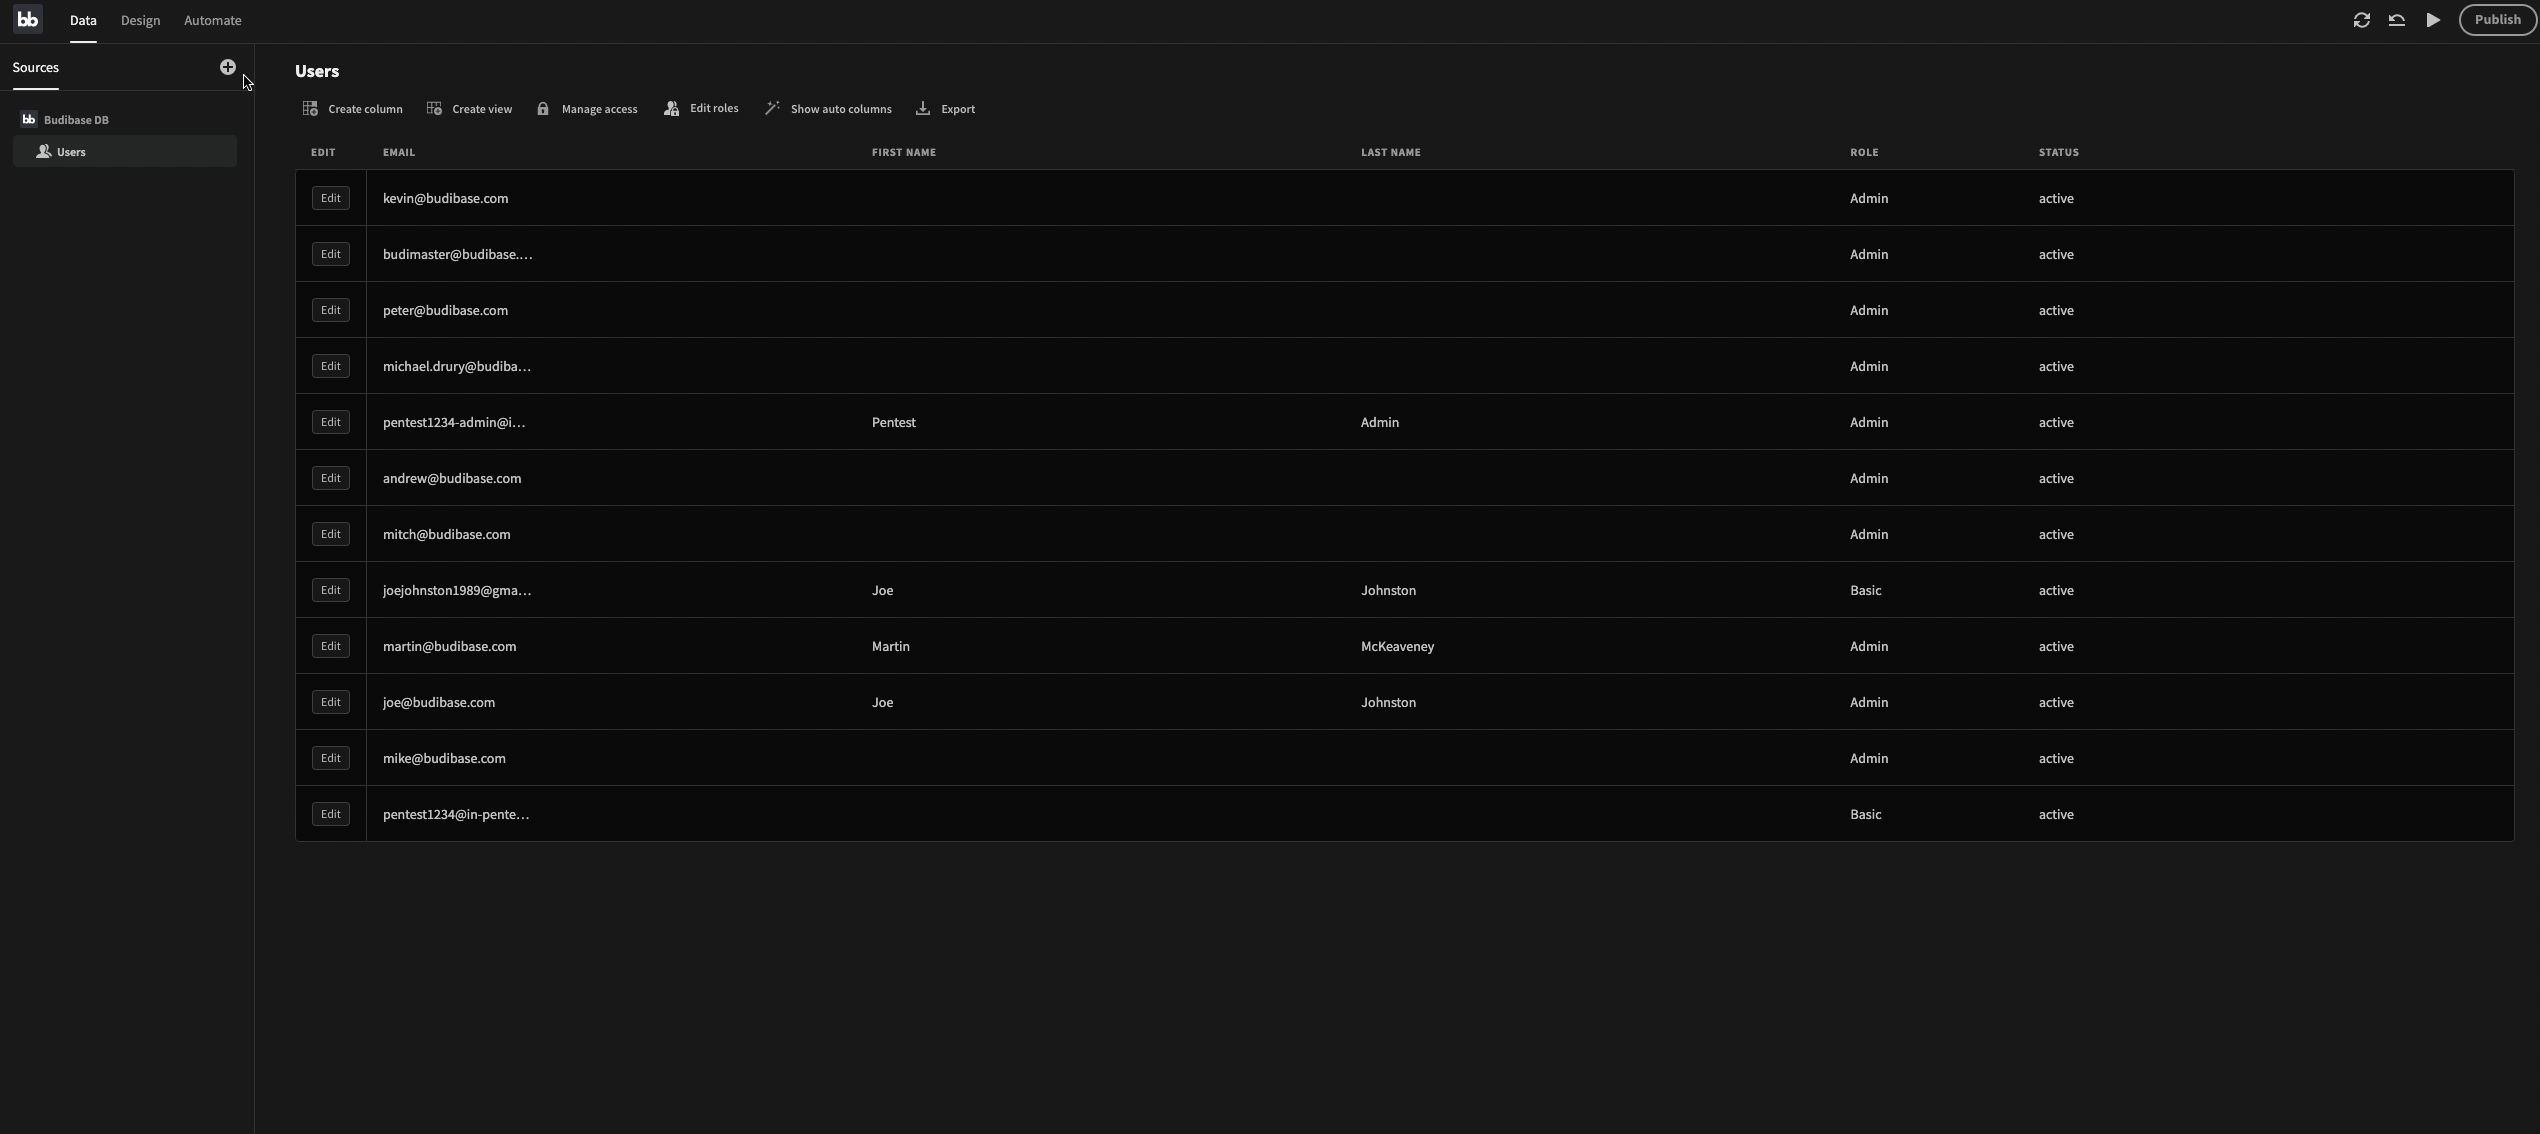 bb Data Design Automate Publish
Sources
Users
Create column Create view Manage access Edit roles Show auto columns Export
bb Budibase DB
Users
EDIT EMAIL FIRST NAME LAST NAME ROLE STATUS
Edit kevin@budibase.com Admin active
Edit budimaster@budibase.... Admin active
Edit peter@budibase.com Admin active
Edit michael.drury@budiba... Admin active
Edit pentest1234-admin@i... Pentest Admin Admin active
Edit andrew@budibase.com Admin active
Edit mitch@budibase.com Admin active
Edit joejohnston1989@gma... Joe Johnston Basic active
Edit martin@budibase.com Martin McKeaveney Admin active
Edit joe@budibase.com Joe Johnston Admin active
Edit mike@budibase.com Admin active
Edit pentest1234@in-pente... Basic active